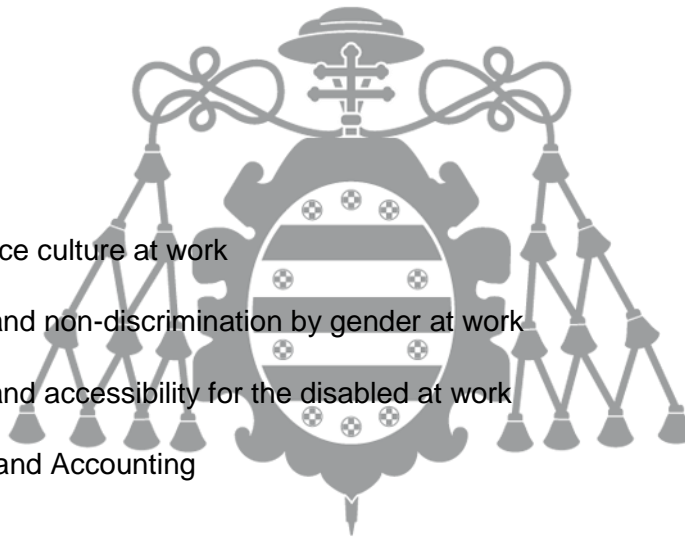 ce culture at work
and non-discrimination by gender at work
and accessibility for the disabled at work
and Accounting